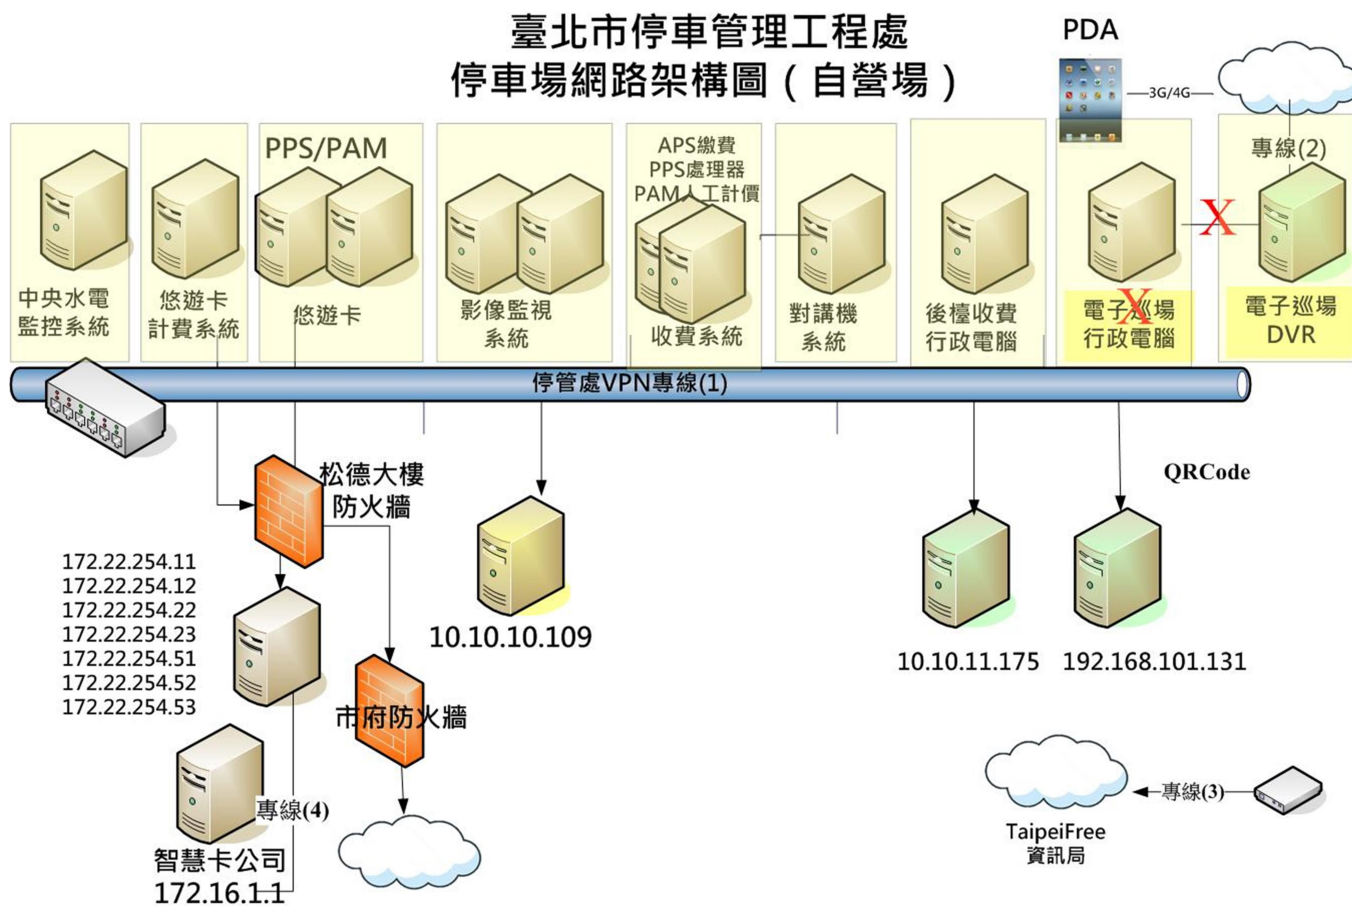 臺北市停車管理工程處
停車場網路架構圖(自營場)
PDA
3G/4G
專線(2)
PPS/PAM
APS繳費
PPS處理器
PAM人工計價
中央水電
監控系統
悠遊卡
計費系統
悠遊卡
影像監視
系統
收費系統
對講機
系統
後檯收費
行政電腦
電子巡場
行政電腦
X
X
電子巡場
DVR
停管處VPN專線(1)
松德大樓
防火牆
QRCode
172.22.254.11
172.22.254.12
172.22.254.22
172.22.254.23
172.22.254.51
172.22.254.52
172.22.254.53
10.10.10.109
10.10.11.175
192.168.101.131
市府防火牆
專線(4)
智慧卡公司
172.16.1.1
專線(3)
TaipeiFree
資訊局